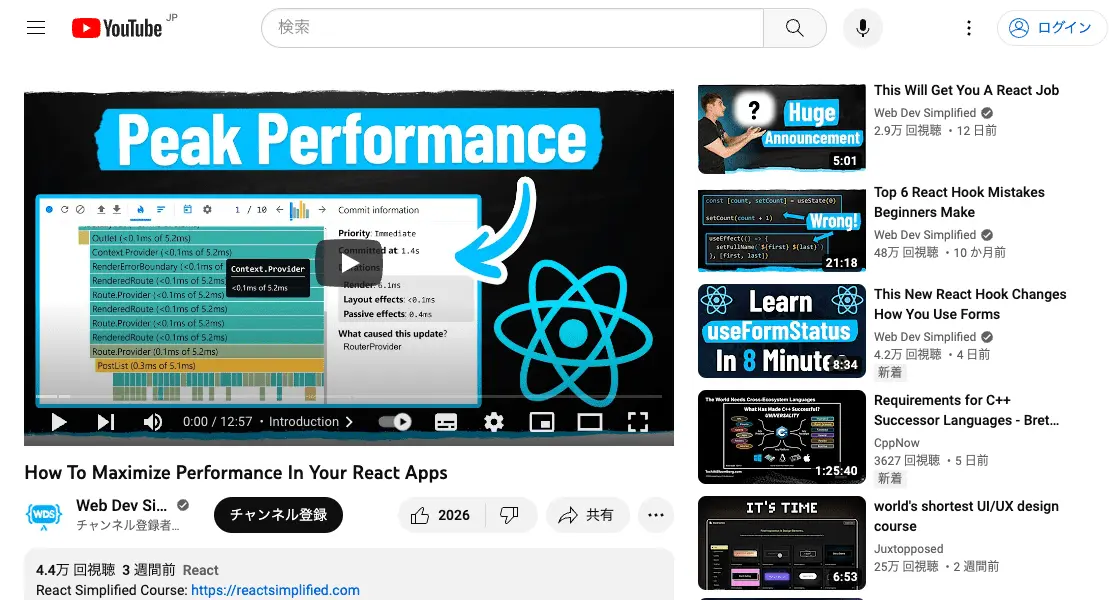 YouTube JP
検索
ログイン
Peak Performance
1 / 10
Commit information
Priority: Immediate
Committed at: 1.4s
Render: 6.1ms
Layout effects: <0.1ms
Passive effects: 0.4ms
What caused this update?
RouterProvider
Outlet (<0.1ms of 5.2ms)
Context.Provider (<0.1ms of 5.2ms)
RenderErrorBoundary (<0.1ms of
RenderedRoute (<0.1ms of 5.2ms)
Route.Provider (<0.1ms of 5.2ms)
RenderedRoute (<0.1ms of 5.2ms)
Route.Provider (<0.1ms of 5.2ms)
RenderedRoute (<0.1ms of 5.2ms)
Route.Provider (0.1ms of 5.2ms)
PostList (0.3ms of 5.1ms)
Context.Provider
<0.1ms of 5.2ms
0:00 / 12:57 • Introduction
How To Maximize Performance In Your React Apps
WDS
Web Dev Si...
チャンネル登録者...
チャンネル登録
2026
共有
4.4万 回視聴 3 週間前 React
React Simplified Course: https://reactsimplified.com
?
Huge
Announcement
5:01
This Will Get You A React Job
Web Dev Simplified
2.9万 回視聴 ・12 日前
const [count, setCount] = useState(0)
setCount(count + 1)
Wrong!
useEffect(() => {
setFullName(`${first} ${last}`)
}, [first, last])
21:18
Top 6 React Hook Mistakes
Beginners Make
Web Dev Simplified
48万 回視聴 ・10 か月前
Learn
useFormStatus
In 8 Minutes
8:34
This New React Hook Changes
How You Use Forms
Web Dev Simplified
4.2万 回視聴 ・4 日前
新着
The World Needs Cross-Ecosystem Languages
What Has Made C++ Successful?
UNIVERSALITY
1:25:40
Requirements for C++
Successor Languages - Bret...
CppNow
3627 回視聴 ・5 日前
新着
IT'S TIME
6:53
world's shortest UI/UX design
course
Juxtopposed
25万 回視聴 ・2 週間前